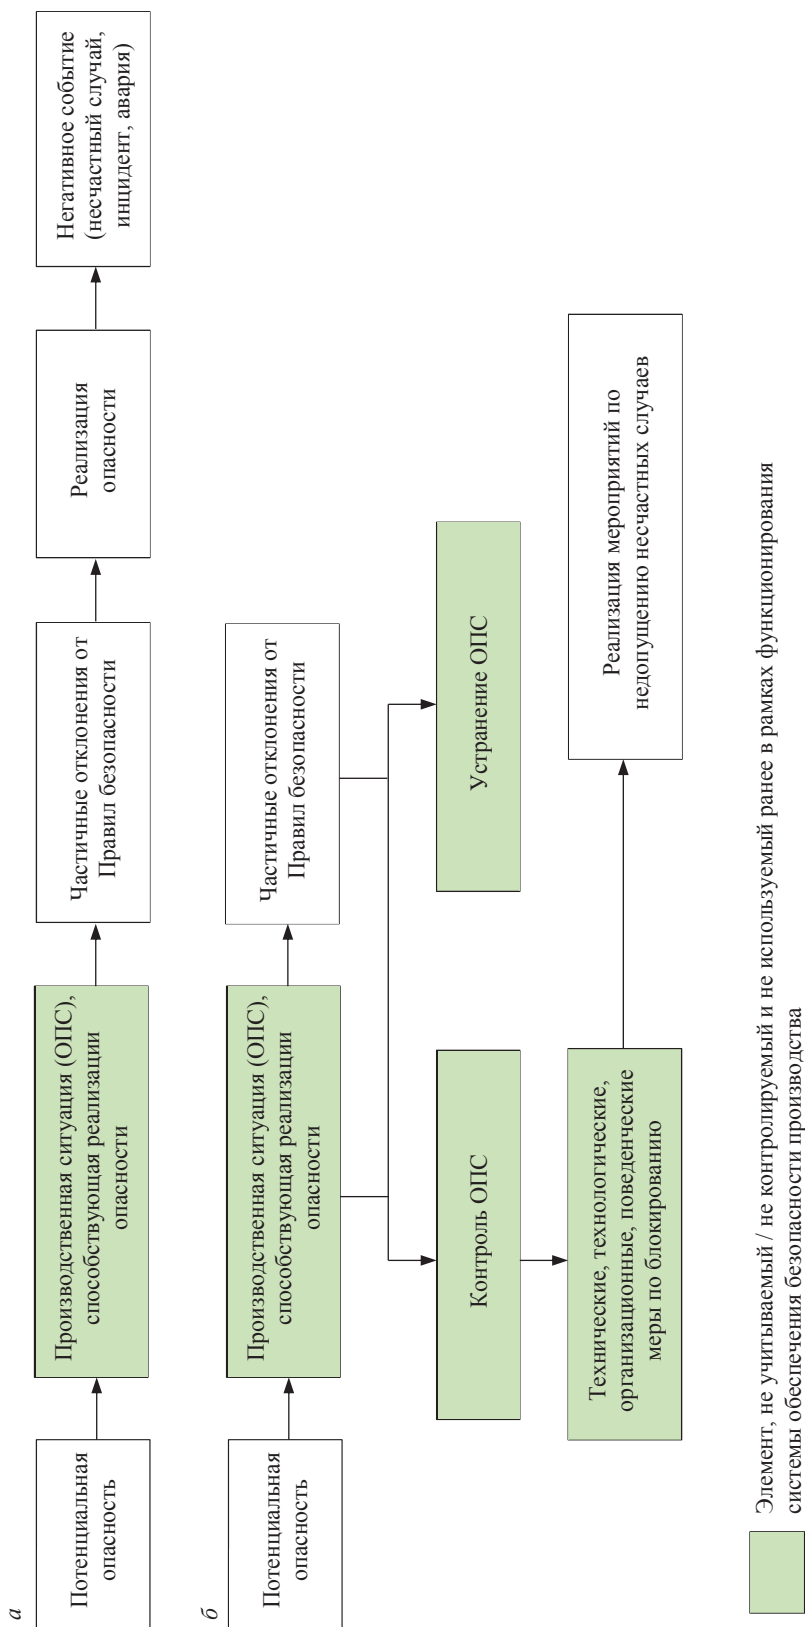 а
Потенциальная
опасность
Производственная ситуация (ОПС),
способствующая реализации
опасности
Частичные отклонения от
Правил безопасности
Реализация
опасности
Негативное событие
(несчастный случай,
инцидент, авария)
б
Потенциальная
опасность
Производственная ситуация (ОПС),
способствующая реализации
опасности
Частичные отклонения от
Правил безопасности
Контроль ОПС
Устранение ОПС
Технические, технологические,
организационные, поведенческие
меры по блокированию
Реализация мероприятий по
недопущению несчастных случаев
Элемент, не учитываемый / не контролируемый и не используемый ранее в рамках функционирования
системы обеспечения безопасности производства